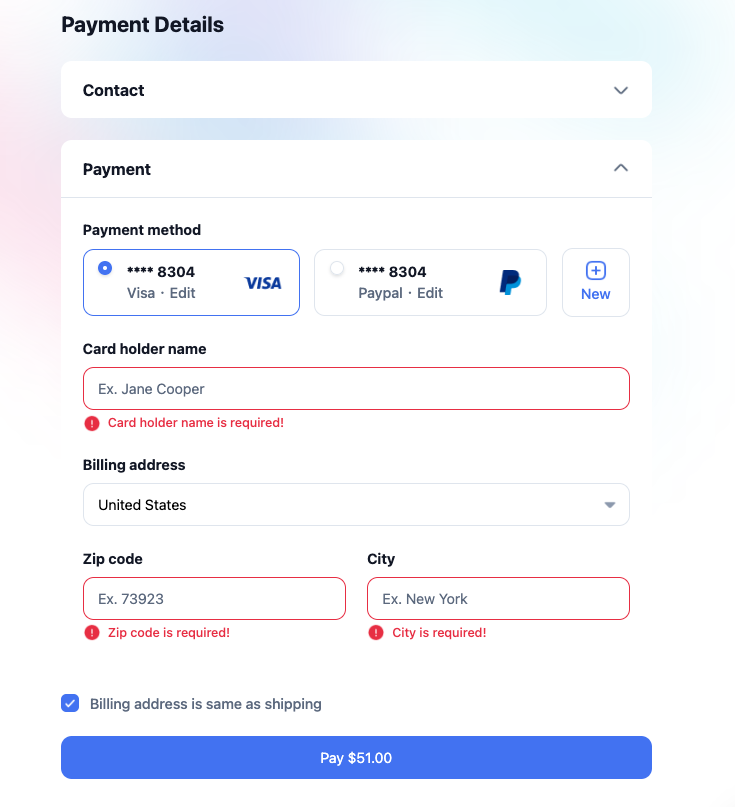 Payment Details
Contact
Payment
Payment method
**** 8304
Visa · Edit
VISA
**** 8304
Paypal · Edit
New
Card holder name
Ex. Jane Cooper
Card holder name is required!
Billing address
United States
Zip code
City
Ex. 73923
Ex. New York
Zip code is required!
City is required!
Billing address is same as shipping
Pay $51.00